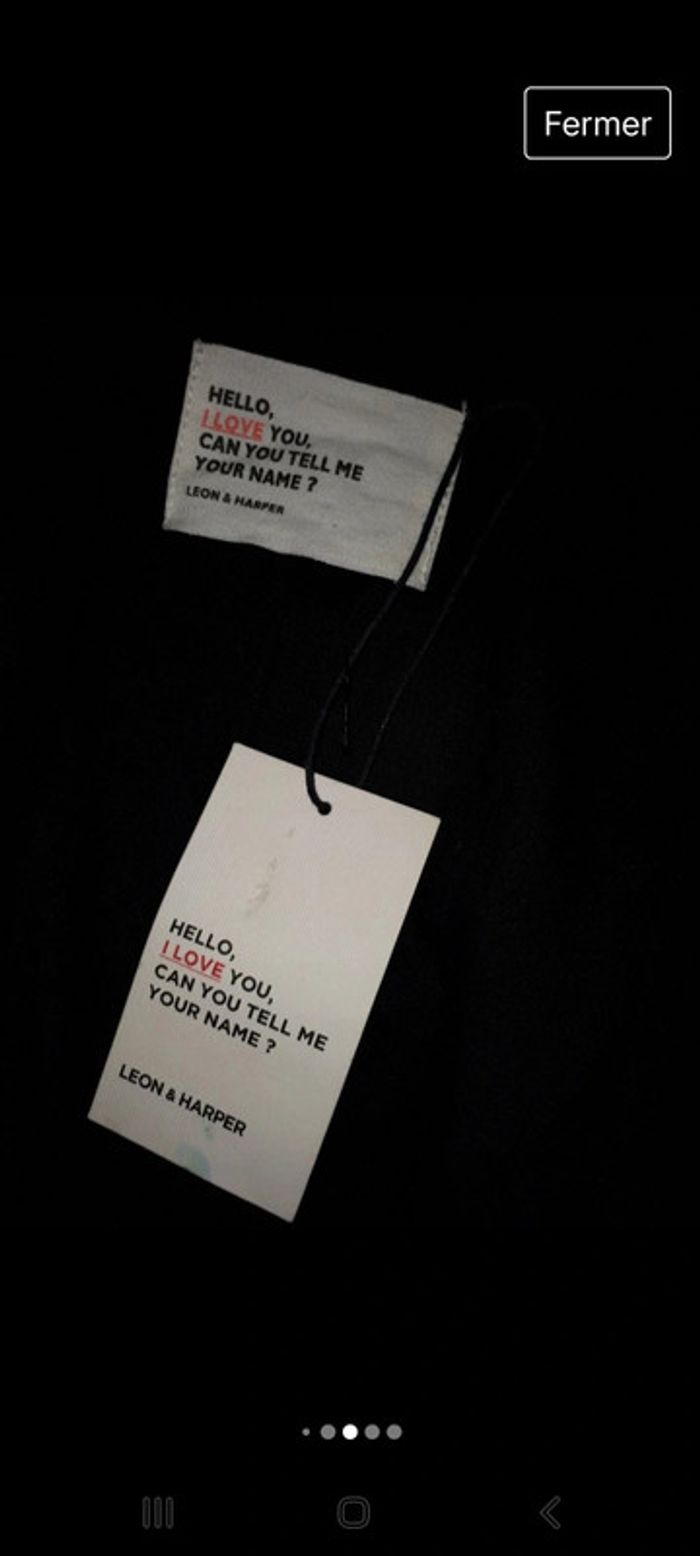 Fermer
HELLO,
I LOVE YOU,
CAN YOU TELL ME
YOUR NAME ?
LEON & HARPER
HELLO,
I LOVE YOU,
CAN YOU TELL ME
YOUR NAME ?
LEON & HARPER